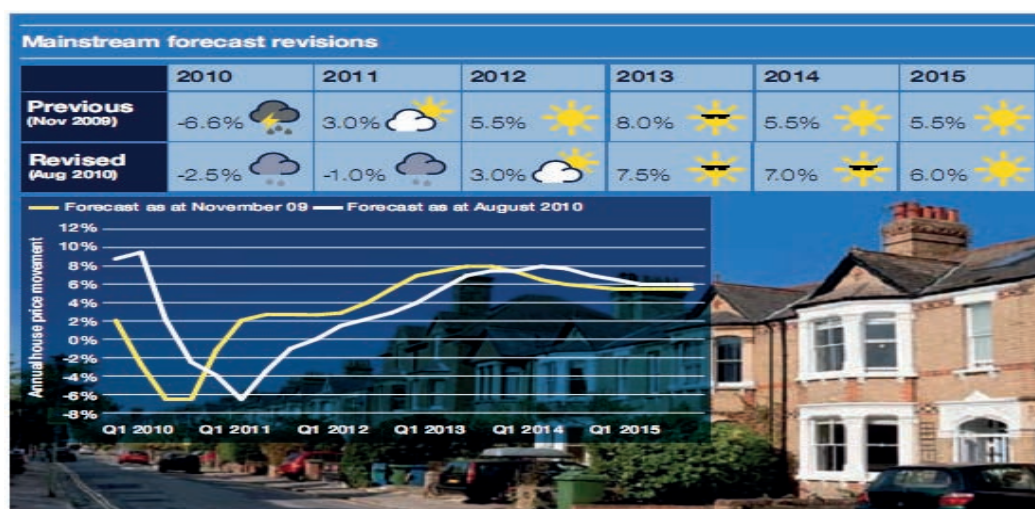 Mainstream forecast revisions
2010 2011 2012 2013 2014 2015
Previous
(Nov 2009)
-6.6% 3.0% 5.5% 8.0% 5.5% 5.5%
Revised
(Aug 2010)
-2.5% -1.0% 3.0% 7.5% 7.0% 6.0%
Forecast as at November 09 Forecast as at August 2010
Annual house price movement
12%
10%
8%
6%
4%
2%
0%
-2%
-4%
-6%
-8%
Q1 2010 Q1 2011 Q1 2012 Q1 2013 Q1 2014 Q1 2015